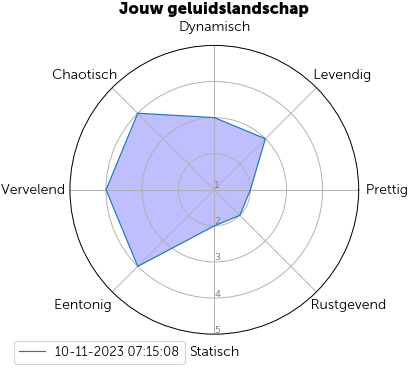 Jouw geluidslandschap
Dynamisch
Chaotisch
Levendig
Vervelend
1
Prettig
2
3
Eentonig
4
Rustgevend
5
10-11-2023 07:15:08
Statisch